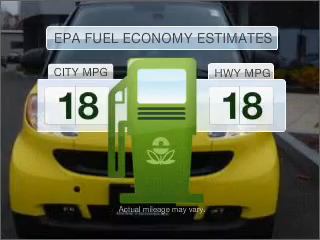 EPA FUEL ECONOMY ESTIMATES
CITY MPG HWY MPG
18 18
Actual mileage may vary.